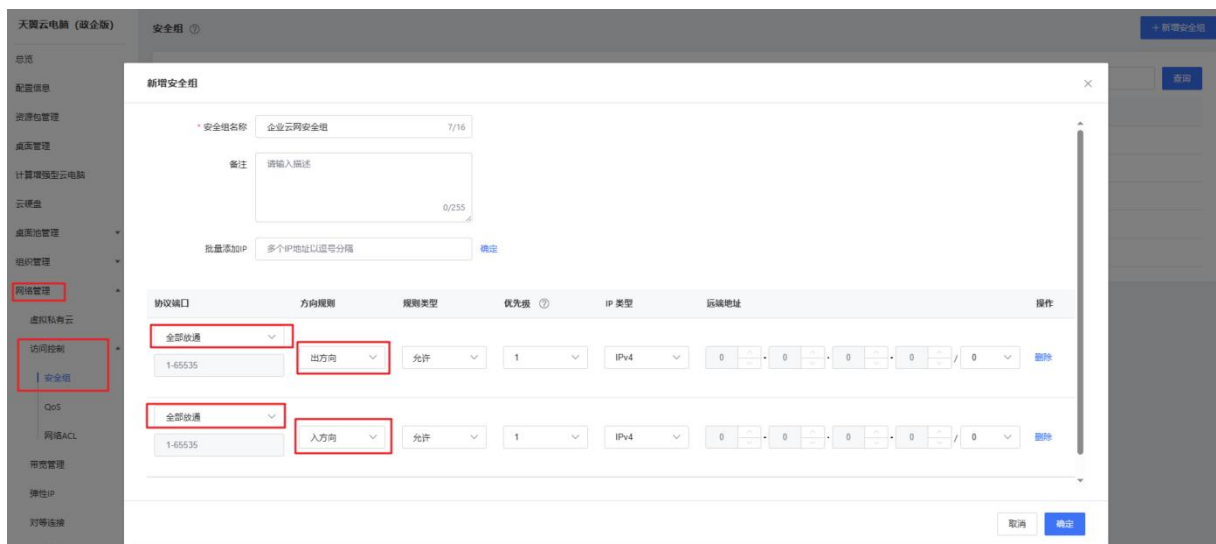 天翼云电脑（政企版）
安全组
+ 新增安全组
总览
配置信息
资源包管理
桌面管理
计算增强型云电脑
云硬盘
桌面池管理
组织管理
网络管理
虚拟私有云
访问控制
安全组
QoS
网络ACL
带宽管理
弹性IP
对等连接
查询
新增安全组
* 安全组名称 企业云网安全组 7/16
备注 请输入描述
0/255
批量添加IP 多个IP地址以逗号分隔 确定
协议端口 方向规则 规则类型 优先级 IP 类型 远端地址 操作
全部放通
1-65535 出方向 允许 1 IPv4 0 . 0 . 0 . 0 / 0 删除
全部放通
1-65535 入方向 允许 1 IPv4 0 . 0 . 0 . 0 / 0 删除
取消 确定